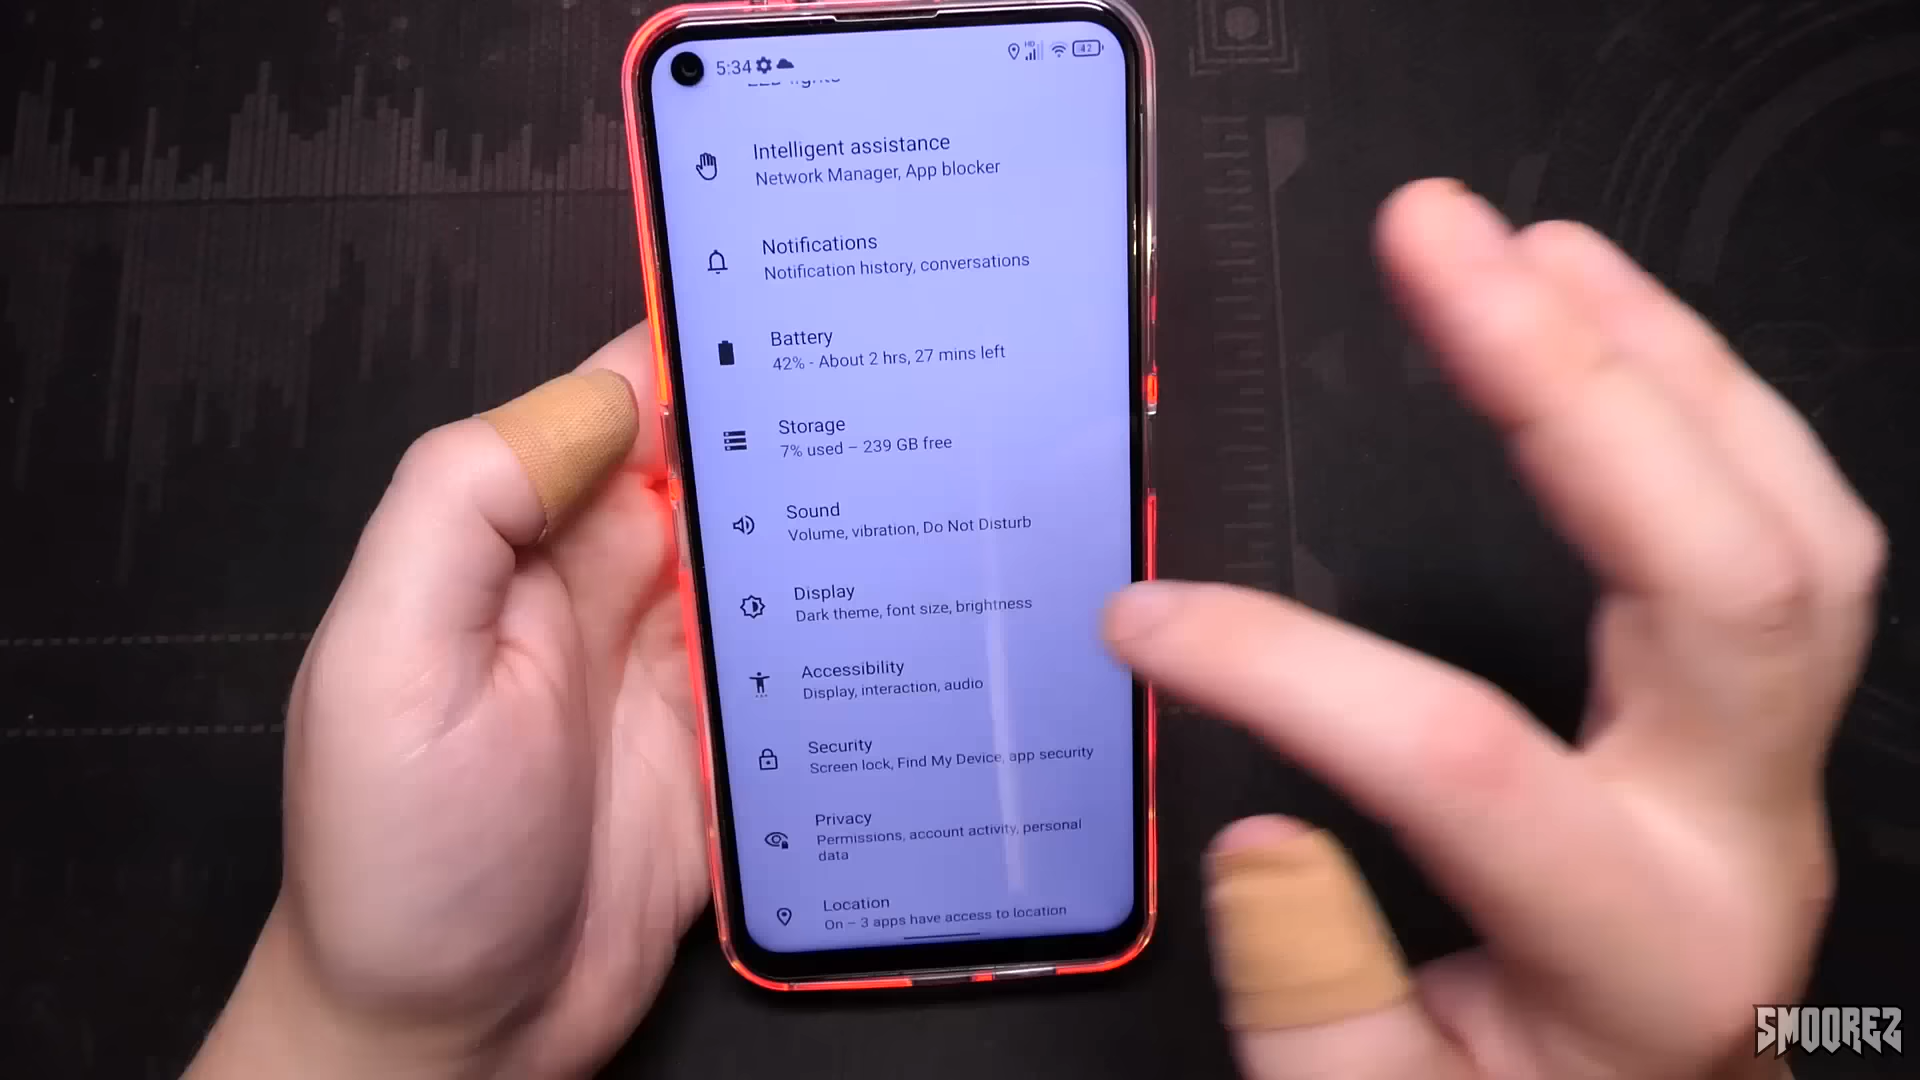 5:34
HD
42
Intelligent assistance
Network Manager, App blocker
Notifications
Notification history, conversations
Battery
42% - About 2 hrs, 27 mins left
Storage
7% used – 239 GB free
Sound
Volume, vibration, Do Not Disturb
Display
Dark theme, font size, brightness
Accessibility
Display, interaction, audio
Security
Screen lock, Find My Device, app security
Privacy
Permissions, account activity, personal
data
Location
On – 3 apps have access to location
SMOOREZ